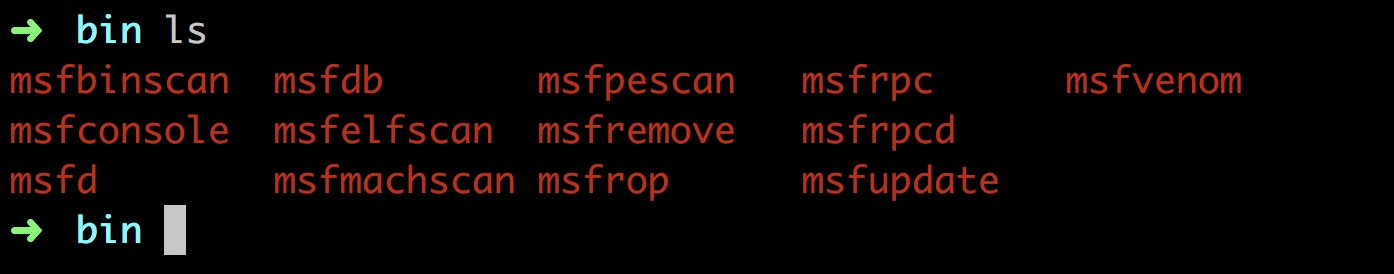 ➜ bin ls
msfbinscan msfdb msfpescan msfrpc msfvenom
msfconsole msfelfscan msfremove msfrpcd
msfd msfmachscan msfrop msfupdate
➜ bin